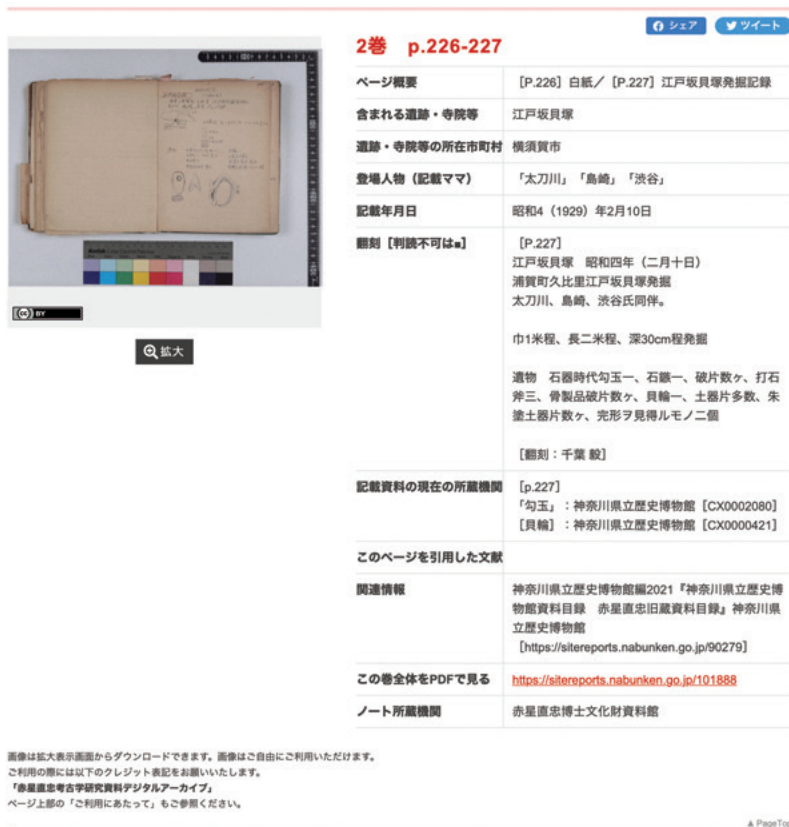 シェア ツイート
2巻 p.226-227
ページ概要 [P.226] 白紙／[P.227] 江戸坂貝塚発掘記録
含まれる遺跡・寺院等 江戸坂貝塚
遺跡・寺院等の所在市町村 横須賀市
登場人物（記載ママ） 「太刀川」「島崎」「渋谷」
記載年月日 昭和4（1929）年2月10日
翻刻［判読不可は■］ [P.227]
江戸坂貝塚 昭和四年（二月十日）
浦賀町久比里江戸坂貝塚発掘
太刀川、島崎、渋谷氏同伴。
巾1米程、長二米程、深30cm程発掘
遺物 石器時代勾玉一、石鏃一、破片数ヶ、打石
斧三、骨製品破片数ヶ、貝輪一、土器片多数、朱
塗土器片数ヶ、完形ヲ見得ルモノ二個
［翻刻：千葉 毅］
記載資料の現在の所蔵機関 [p.227]
「勾玉」：神奈川県立歴史博物館［CX0002080］
［貝輪］：神奈川県立歴史博物館［CX0000421］
このページを引用した文献
関連情報 神奈川県立歴史博物館編2021『神奈川県立歴史博
物館資料目録 赤星直忠旧蔵資料目録』神奈川県
立歴史博物館
[https://sitereports.nabunken.go.jp/90279]
この巻全体をPDFで見る https://sitereports.nabunken.go.jp/101888
ノート所蔵機関 赤星直忠博士文化財資料館
Kodak
(cc) BY
拡大
画像は拡大表示画面からダウンロードできます。画像はご自由にご利用いただけます。
ご利用の際には以下のクレジット表記をお願いいたします。
「赤星直忠考古学研究資料デジタルアーカイブ」
ページ上部の「ご利用にあたって」もご参照ください。
▲ PageTop